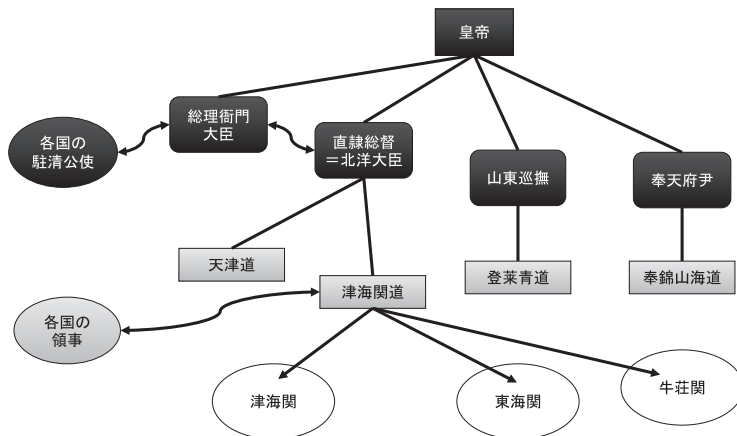 皇帝
総理衙門
大臣
各国の
駐清公使
直隷総督
＝北洋大臣
山東巡撫
奉天府尹
天津道
津海関道
登莱青道
奉錦山海道
各国の
領事
津海関
東海関
牛荘関